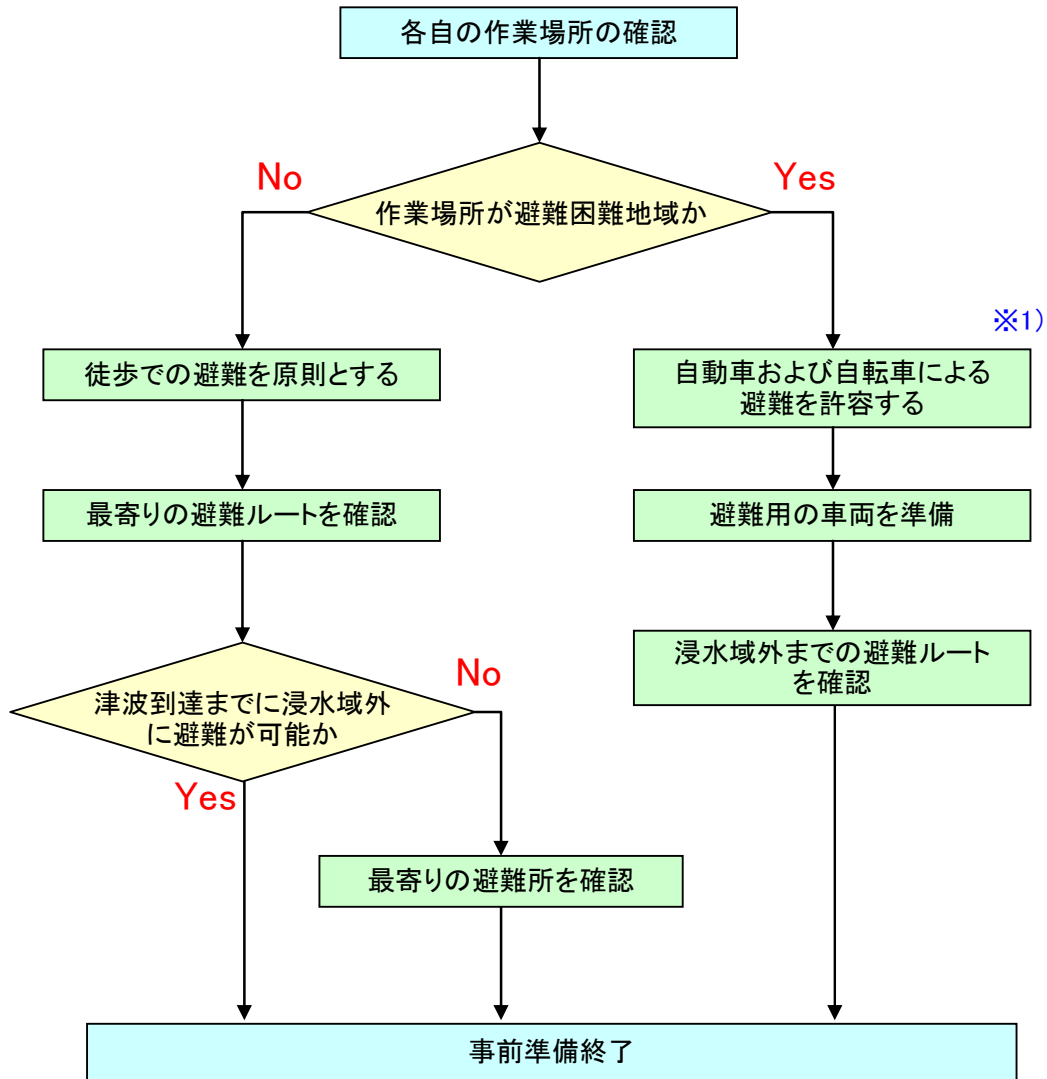 各自の作業場所の確認
No
Yes
作業場所が避難困難地域か
※1)
徒歩での避難を原則とする
自動車および自転車による
避難を許容する
最寄りの避難ルートを確認
避難用の車両を準備
浸水域外までの避難ルート
を確認
津波到達までに浸水域外
に避難が可能か
No
Yes
最寄りの避難所を確認
事前準備終了